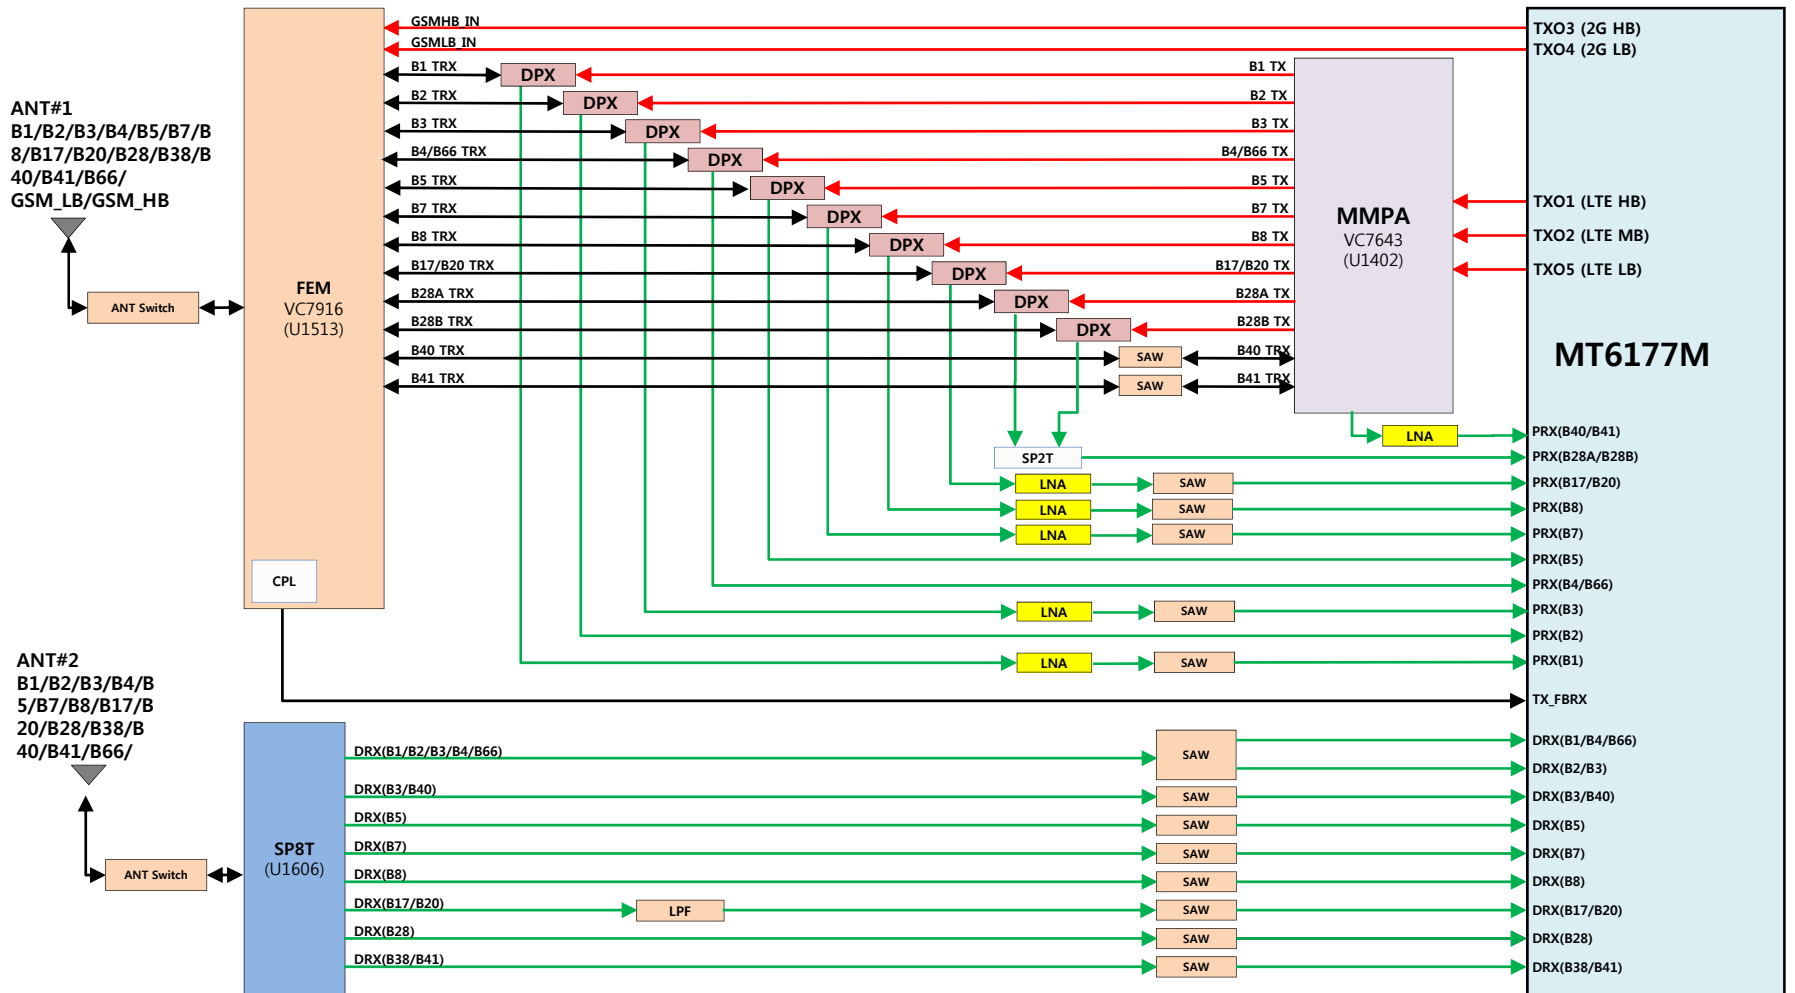 GSMHB_IN
TXO3 (2G HB)
GSMLB_IN
TXO4 (2G LB)
B1 TRX
DPX
B1 TX
B2 TRX
DPX
B2 TX
B3 TRX
DPX
B3 TX
B4/B66 TRX
DPX
B4/B66 TX
B5 TRX
DPX
B5 TX
B7 TRX
DPX
B7 TX
B8 TRX
DPX
B8 TX
B17/B20 TRX
DPX
B17/B20 TX
B28A TRX
DPX
B28A TX
B28B TRX
DPX
B28B TX
B40 TRX
SAW
B40 TRX
B41 TRX
SAW
B41 TRX
ANT#1
B1/B2/B3/B4/B5/B7/B
8/B17/B20/B28/B38/B
40/B41/B66/
GSM_LB/GSM_HB
ANT Switch
FEM
VC7916
(U1513)
CPL
MMPA
VC7643
(U1402)
TXO1 (LTE HB)
TXO2 (LTE MB)
TXO5 (LTE LB)
MT6177M
LNA
PRX(B40/B41)
SP2T
PRX(B28A/B28B)
LNA
SAW
PRX(B17/B20)
LNA
SAW
PRX(B8)
LNA
SAW
PRX(B7)
PRX(B5)
PRX(B4/B66)
LNA
SAW
PRX(B3)
PRX(B2)
LNA
SAW
PRX(B1)
TX_FBRX
ANT#2
B1/B2/B3/B4/B
5/B7/B8/B17/B
20/B28/B38/B
40/B41/B66/
ANT Switch
SP8T
(U1606)
DRX(B1/B2/B3/B4/B66)
SAW
DRX(B1/B4/B66)
DRX(B2/B3)
DRX(B3/B40)
SAW
DRX(B3/B40)
DRX(B5)
SAW
DRX(B5)
DRX(B7)
SAW
DRX(B7)
DRX(B8)
SAW
DRX(B8)
DRX(B17/B20)
LPF
SAW
DRX(B17/B20)
DRX(B28)
SAW
DRX(B28)
DRX(B38/B41)
SAW
DRX(B38/B41)